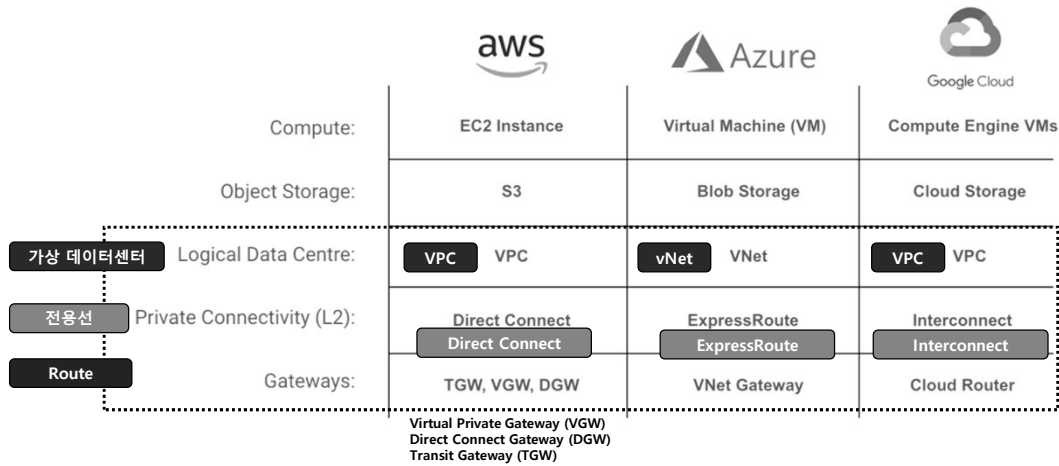 aws
Azure
Google Cloud
Compute: EC2 Instance Virtual Machine (VM) Compute Engine VMs
Object Storage: S3 Blob Storage Cloud Storage
가상 데이터센터 Logical Data Centre: VPC VPC vNet VNet VPC VPC
전용선 Private Connectivity (L2): Direct Connect ExpressRoute Interconnect
Direct Connect ExpressRoute Interconnect
Route Gateways: TGW, VGW, DGW VNet Gateway Cloud Router
Virtual Private Gateway (VGW)
Direct Connect Gateway (DGW)
Transit Gateway (TGW)